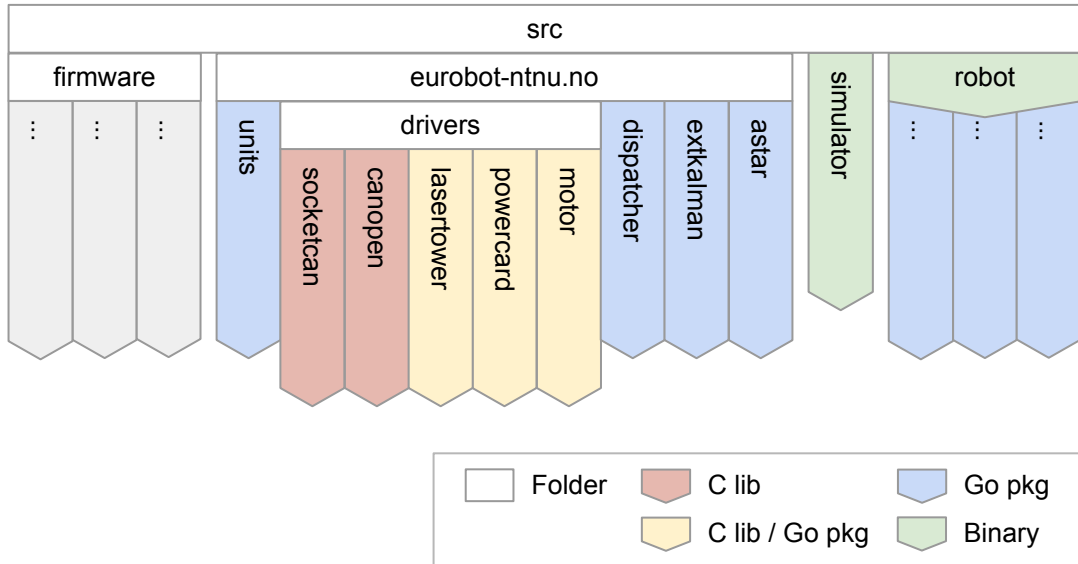 src
firmware
eurobot-ntnu.no
simulator
robot
...
...
...
units
drivers
dispatcher
extkalman
astar
...
...
...
socketcan
canopen
lasertower
powercard
motor
Folder
C lib
Go pkg
C lib / Go pkg
Binary